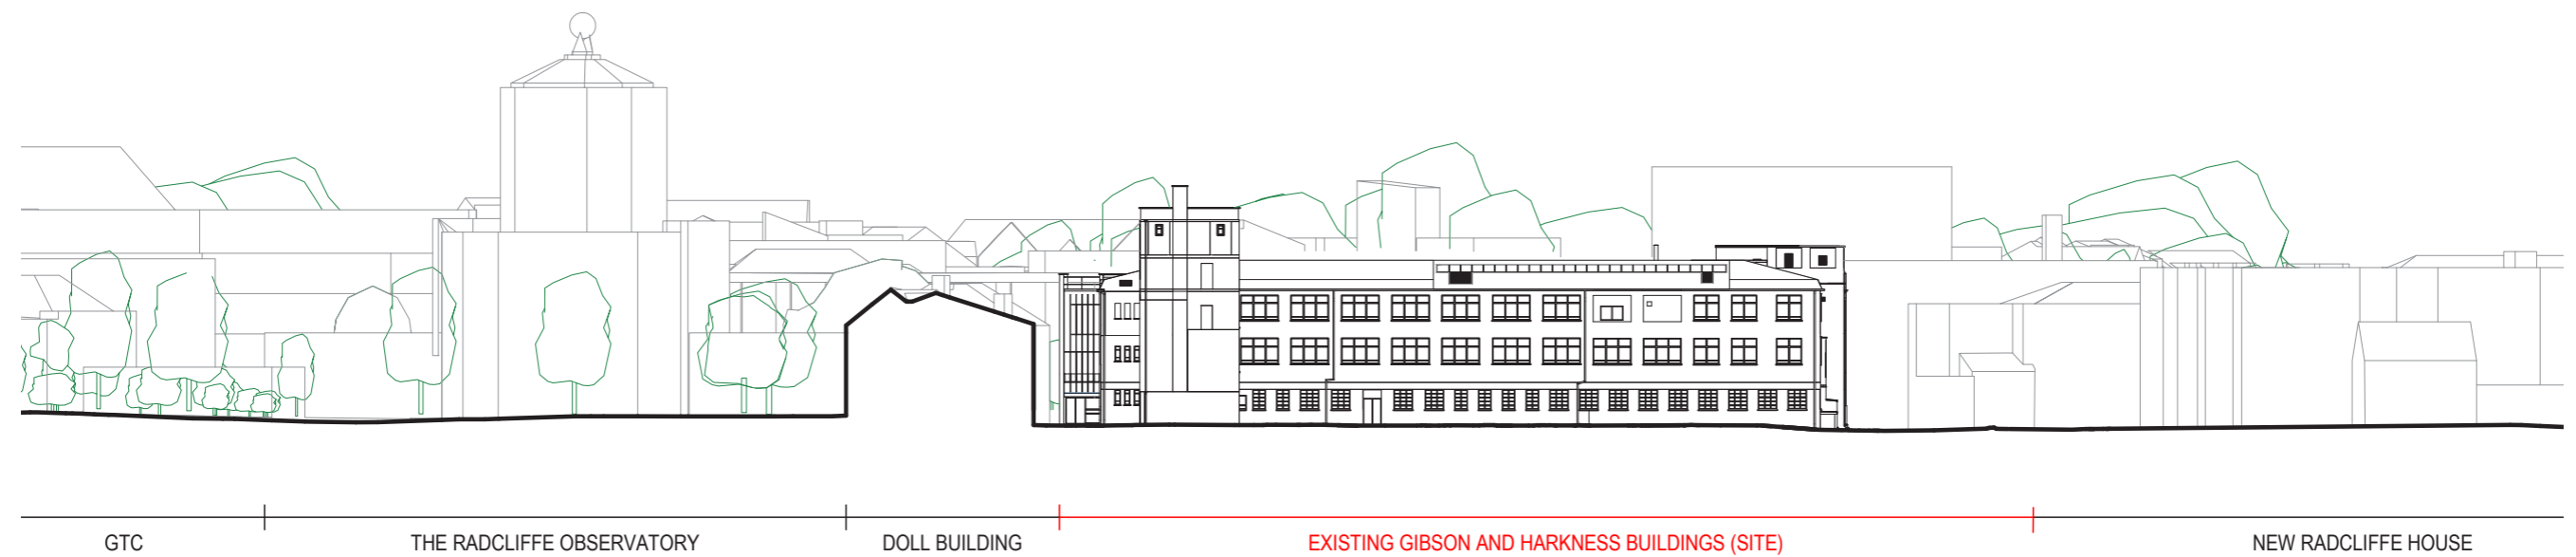 GTC
THE RADCLIFFE OBSERVATORY
DOLL BUILDING
EXISTING GIBSON AND HARKNESS BUILDINGS (SITE)
NEW RADCLIFFE HOUSE